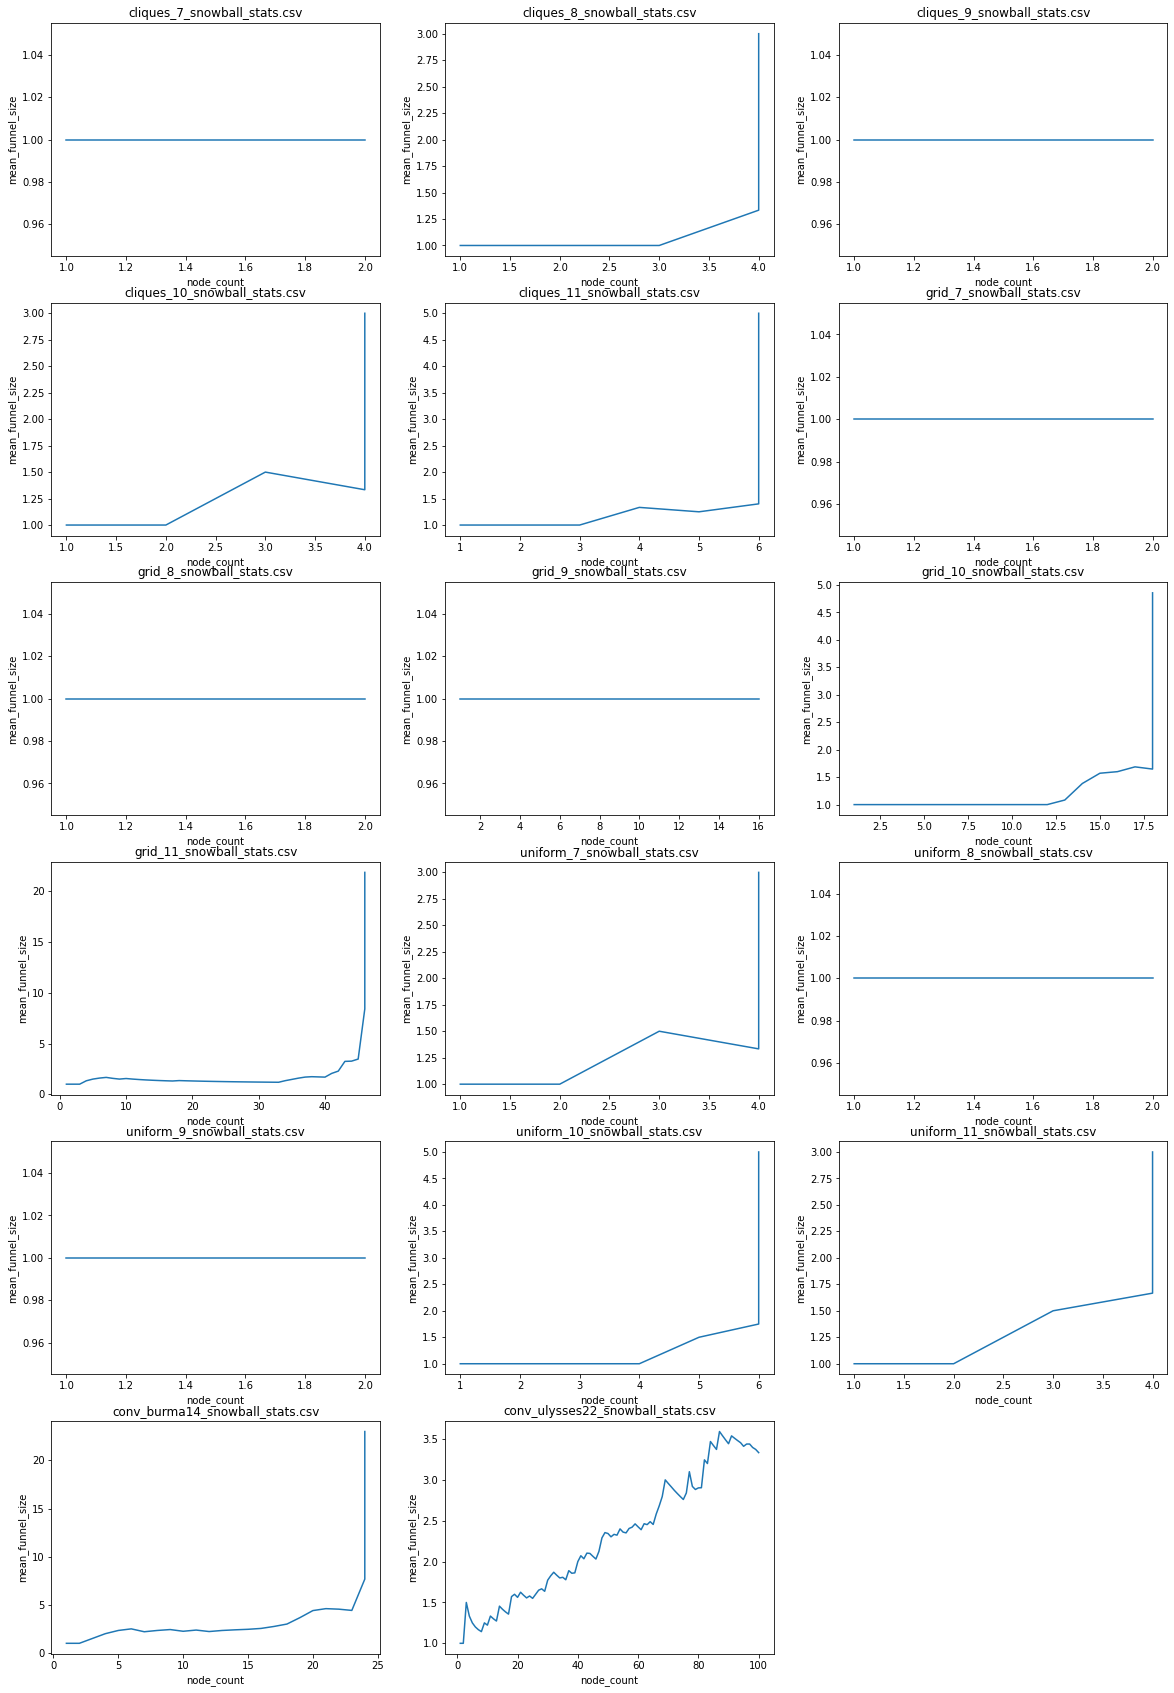 cliques_7_snowball_stats.csv
mean_funnel_size
1.04
1.02
1.00
0.98
0.96
1.0 1.2 1.4 1.6 1.8 2.0
node_count
cliques_8_snowball_stats.csv
mean_funnel_size
3.00
2.75
2.50
2.25
2.00
1.75
1.50
1.25
1.00
1.0 1.5 2.0 2.5 3.0 3.5 4.0
node_count
cliques_9_snowball_stats.csv
mean_funnel_size
1.04
1.02
1.00
0.98
0.96
1.0 1.2 1.4 1.6 1.8 2.0
node_count
cliques_10_snowball_stats.csv
mean_funnel_size
3.00
2.75
2.50
2.25
2.00
1.75
1.50
1.25
1.00
1.0 1.5 2.0 2.5 3.0 3.5 4.0
node_count
cliques_11_snowball_stats.csv
mean_funnel_size
5.0
4.5
4.0
3.5
3.0
2.5
2.0
1.5
1.0
1 2 3 4 5 6
node_count
grid_7_snowball_stats.csv
mean_funnel_size
1.04
1.02
1.00
0.98
0.96
1.0 1.2 1.4 1.6 1.8 2.0
node_count
grid_8_snowball_stats.csv
mean_funnel_size
1.04
1.02
1.00
0.98
0.96
1.0 1.2 1.4 1.6 1.8 2.0
node_count
grid_9_snowball_stats.csv
mean_funnel_size
1.04
1.02
1.00
0.98
0.96
2 4 6 8 10 12 14 16
node_count
grid_10_snowball_stats.csv
mean_funnel_size
5.0
4.5
4.0
3.5
3.0
2.5
2.0
1.5
1.0
2.5 5.0 7.5 10.0 12.5 15.0 17.5
node_count
grid_11_snowball_stats.csv
mean_funnel_size
20
15
10
5
0
0 10 20 30 40
node_count
uniform_7_snowball_stats.csv
mean_funnel_size
3.00
2.75
2.50
2.25
2.00
1.75
1.50
1.25
1.00
1.0 1.5 2.0 2.5 3.0 3.5 4.0
node_count
uniform_8_snowball_stats.csv
mean_funnel_size
1.04
1.02
1.00
0.98
0.96
1.0 1.2 1.4 1.6 1.8 2.0
node_count
uniform_9_snowball_stats.csv
mean_funnel_size
1.04
1.02
1.00
0.98
0.96
1.0 1.2 1.4 1.6 1.8 2.0
node_count
uniform_10_snowball_stats.csv
mean_funnel_size
5.0
4.5
4.0
3.5
3.0
2.5
2.0
1.5
1.0
1 2 3 4 5 6
node_count
uniform_11_snowball_stats.csv
mean_funnel_size
3.00
2.75
2.50
2.25
2.00
1.75
1.50
1.25
1.00
1.0 1.5 2.0 2.5 3.0 3.5 4.0
node_count
conv_burma14_snowball_stats.csv
mean_funnel_size
20
15
10
5
0
0 5 10 15 20 25
node_count
conv_ulysses22_snowball_stats.csv
mean_funnel_size
3.5
3.0
2.5
2.0
1.5
1.0
0 20 40 60 80 100
node_count